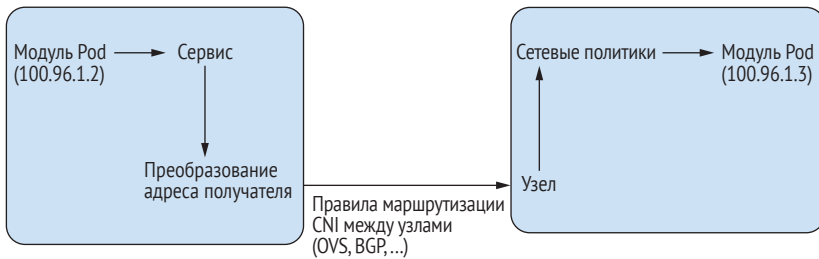 Модуль Pod
(100.96.1.2)
Сервис
Преобразование
адреса получателя
Правила маршрутизации
CNI между узлами
(OVS, BGP, ...)
Сетевые политики
Модуль Pod
(100.96.1.3)
Узел